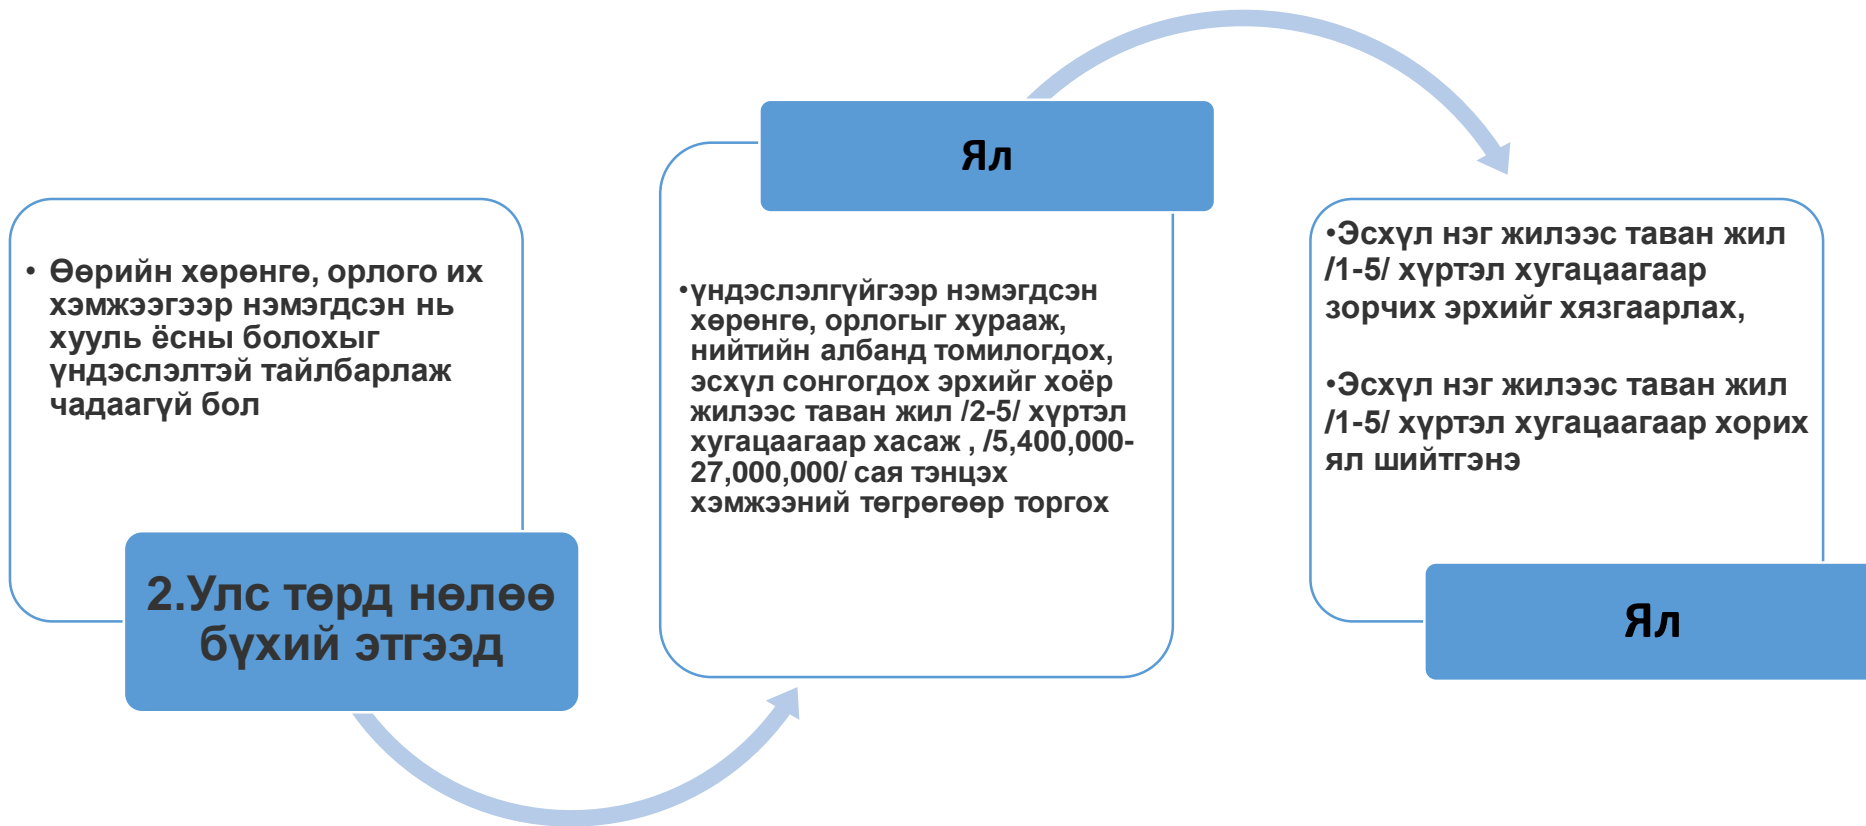 • Өөрийн хөрөнгө, орлого их
хэмжээгээр нэмэгдсэн нь
хууль ёсны болохыг
үндэслэлтэй тайлбарлаж
чадаагүй бол
2.Улс төрд нөлөө
бүхий этгээд
Ял
•үндэслэлгүйгээр нэмэгдсэн
хөрөнгө, орлогыг хурааж,
нийтийн албанд томилогдох,
эсхүл сонгогдох эрхийг хоёр
жилээс таван жил /2-5/ хүртэл
хугацаагаар хасаж , /5,400,000-
27,000,000/ сая тэнцэх
хэмжээний төгрөгөөр торгох
•Эсхүл нэг жилээс таван жил
/1-5/ хүртэл хугацаагаар
зорчих эрхийг хязгаарлах,
•Эсхүл нэг жилээс таван жил
/1-5/ хүртэл хугацаагаар хорих
ял шийтгэнэ
Ял